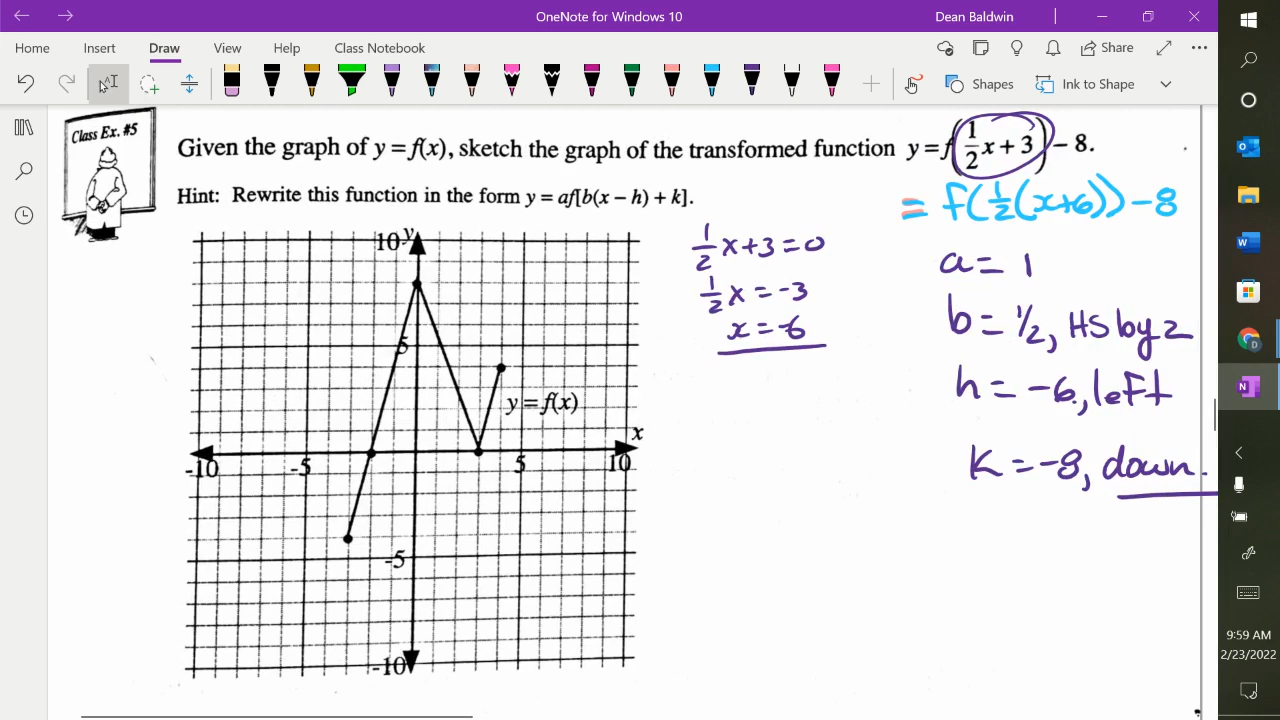 OneNote for Windows 10
Dean Baldwin
Home Insert Draw View Help Class Notebook
Share
Shapes Ink to Shape
Class Ex. #5
Given the graph of y = f(x), sketch the graph of the transformed function y = f(1/2 x + 3) − 8.
Hint: Rewrite this function in the form y = af[b(x − h) + k].
= f(1/2(x+6)) − 8
1/2 x + 3 = 0
1/2 x = -3
x = -6
a = 1
b = 1/2, HS by 2
h = -6, left
K = -8, down.
10 y
5
y = f(x)
x
-10 -5 5 10
-5
-10
9:59 AM
2/23/2022